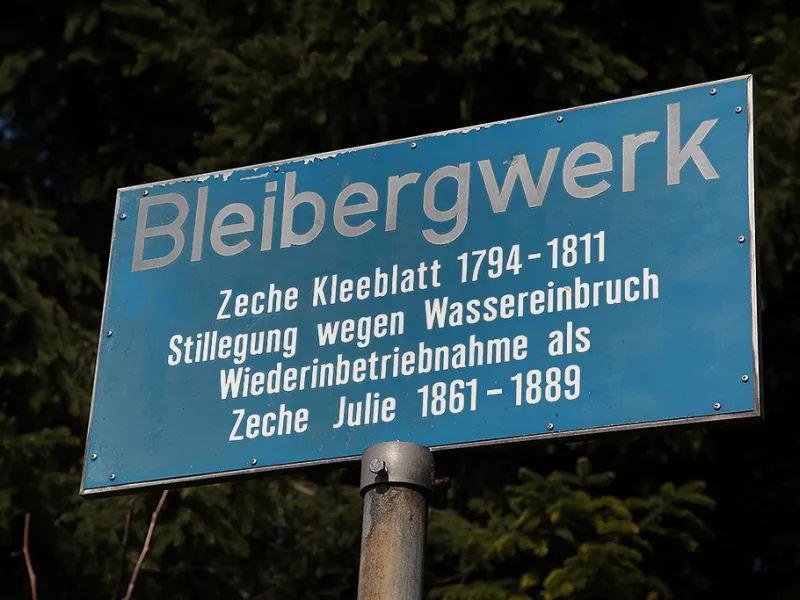 Bleibergwerk
Zeche Kleeblatt 1794-1811
Stillegung wegen Wassereinbruch
Wiederinbetriebnahme als
Zeche Julie 1861-1889